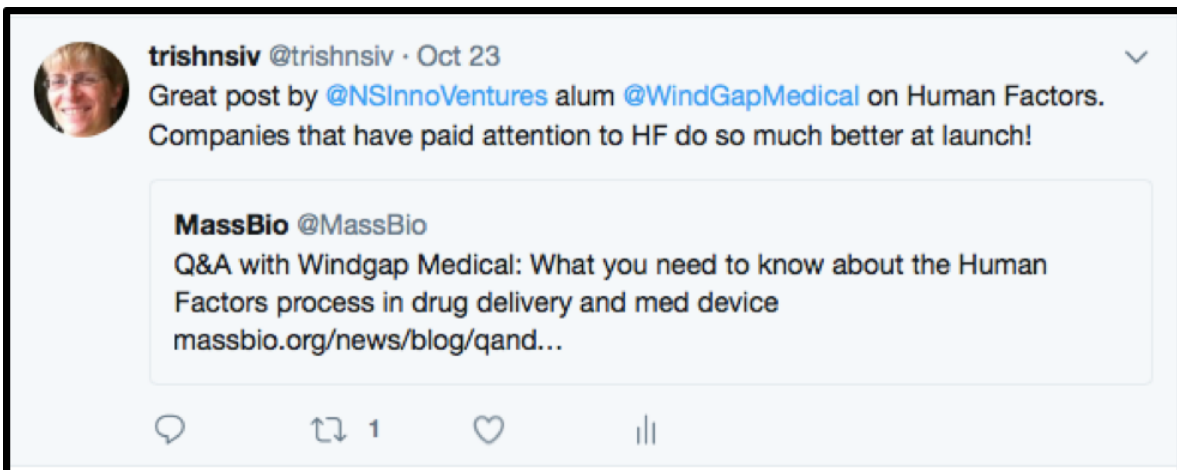 trishnsiv @trishnsiv · Oct 23
Great post by @NSInnoVentures alum @WindGapMedical on Human Factors.
Companies that have paid attention to HF do so much better at launch!
MassBio @MassBio
Q&A with Windgap Medical: What you need to know about the Human
Factors process in drug delivery and med device
massbio.org/news/blog/qand...
1